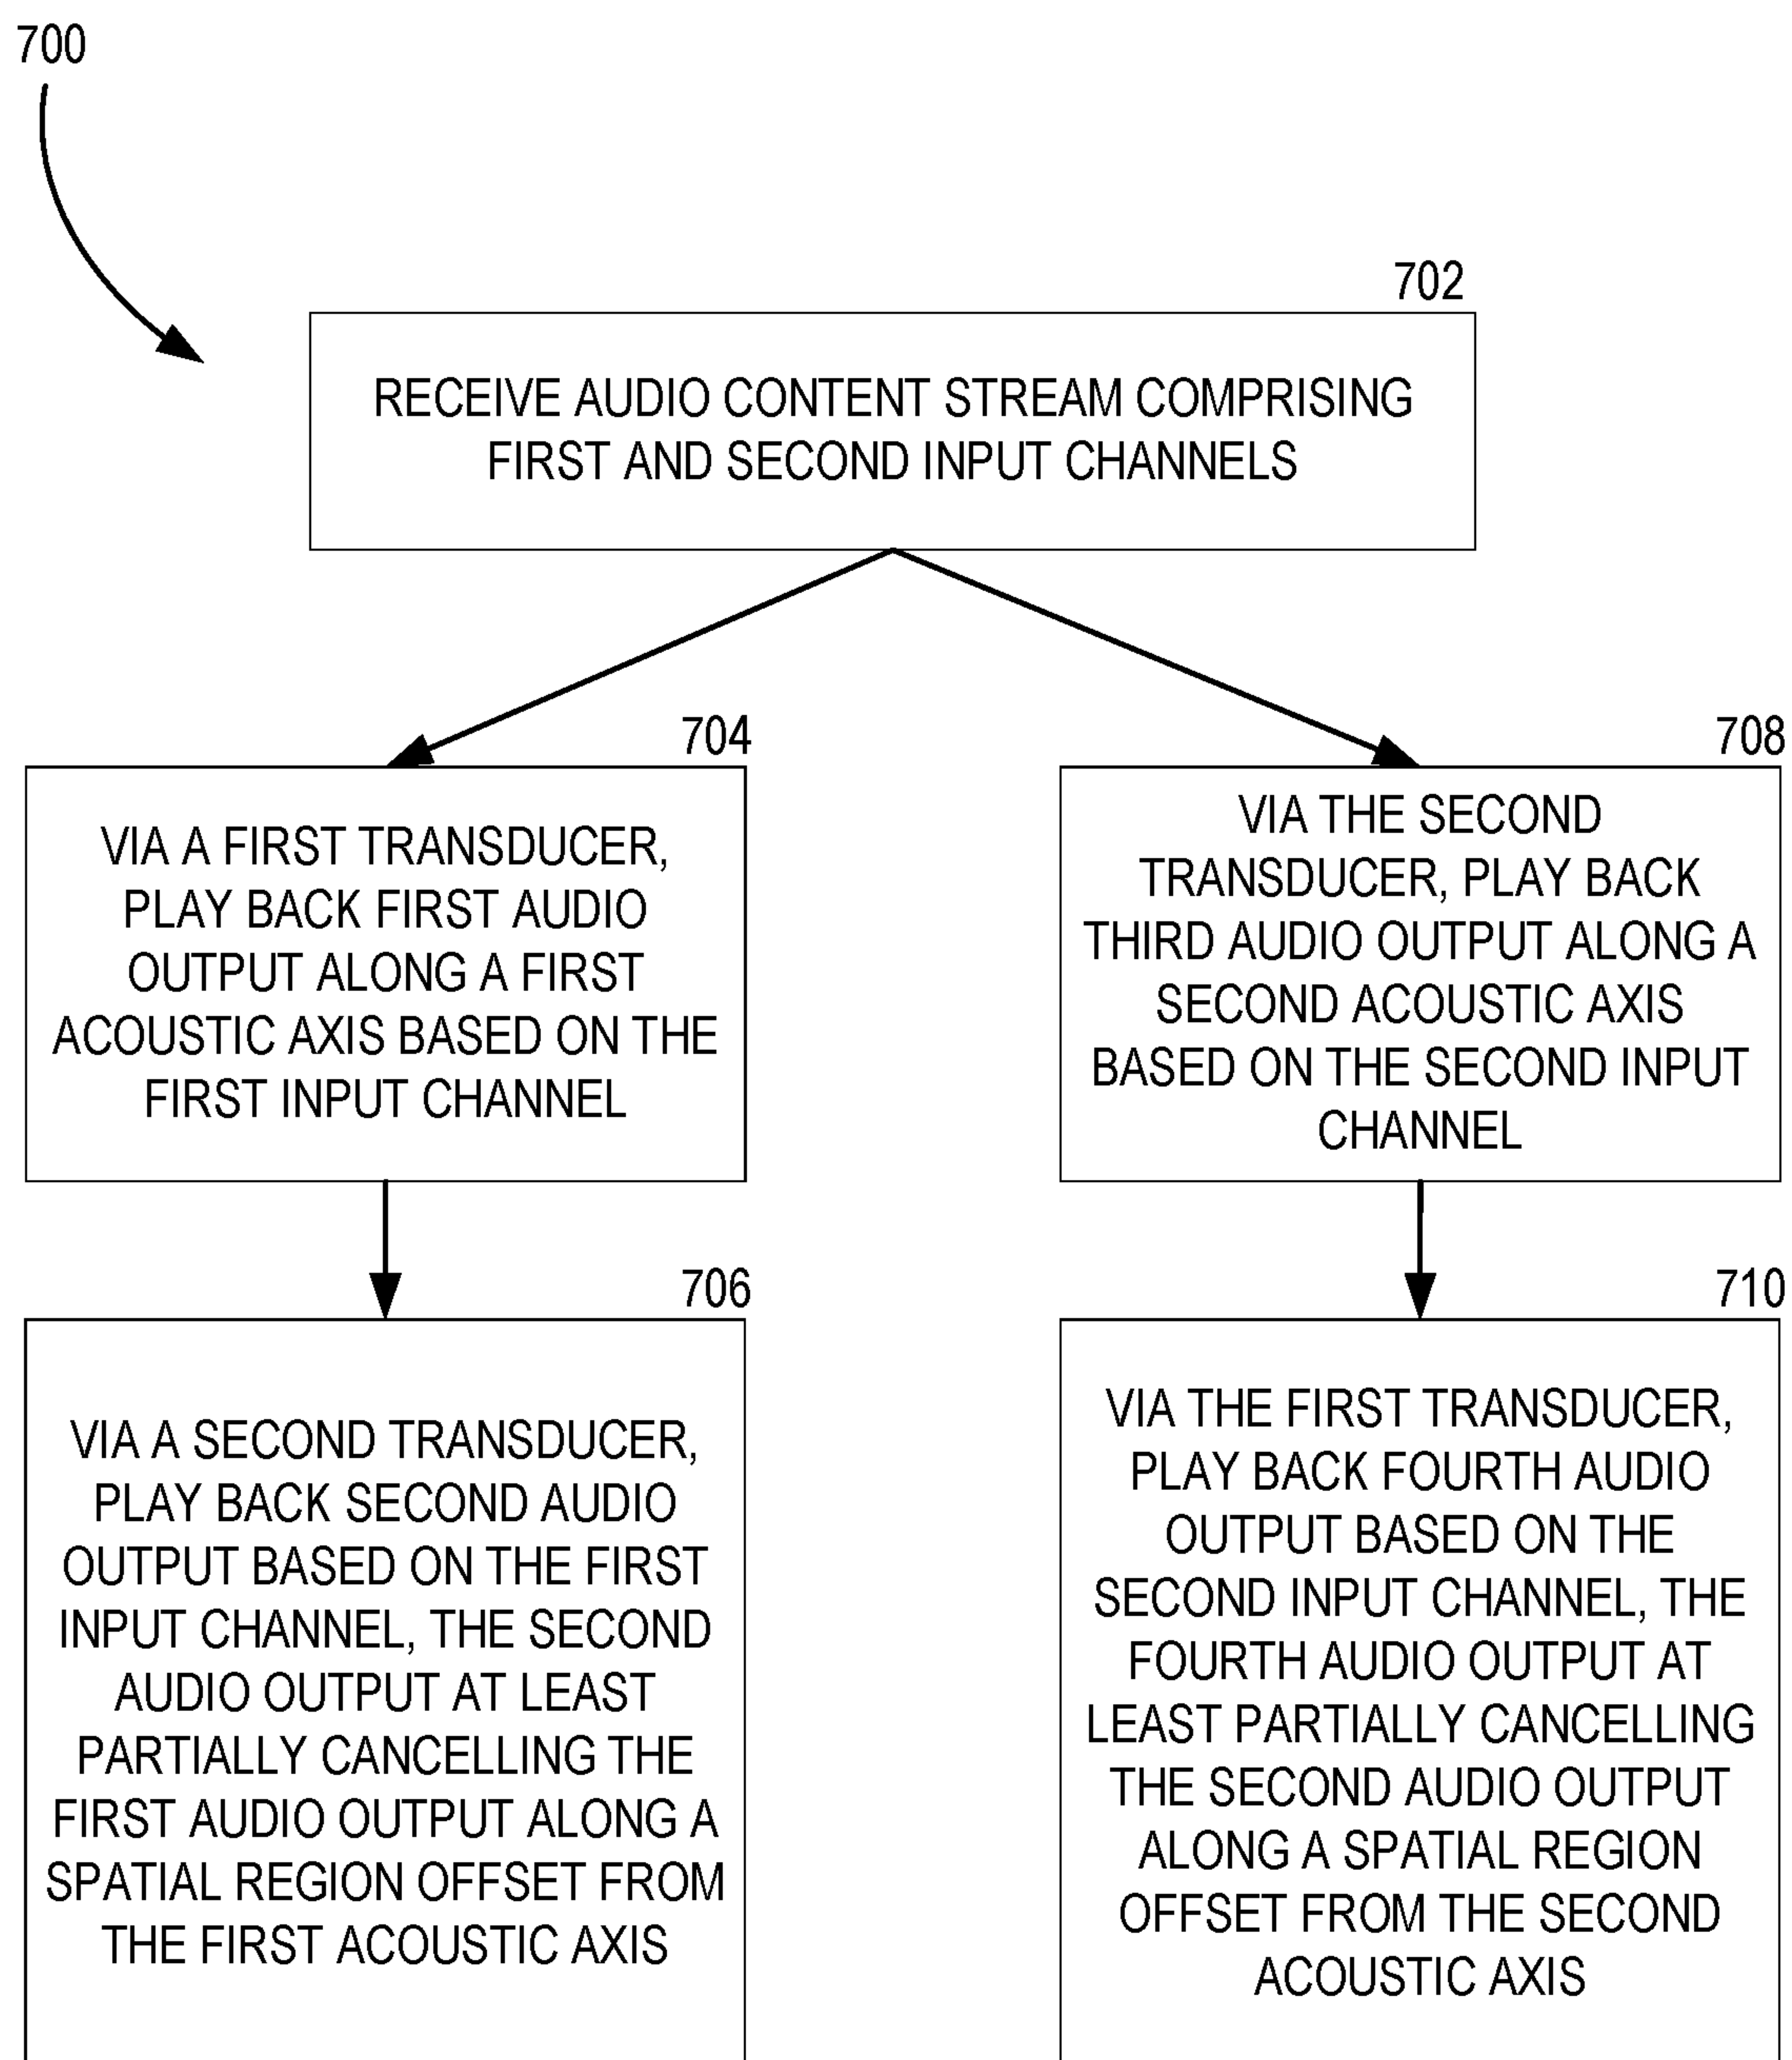 700
702
RECEIVE AUDIO CONTENT STREAM COMPRISING
FIRST AND SECOND INPUT CHANNELS
704
VIA A FIRST TRANSDUCER,
PLAY BACK FIRST AUDIO
OUTPUT ALONG A FIRST
ACOUSTIC AXIS BASED ON THE
FIRST INPUT CHANNEL
706
VIA A SECOND TRANSDUCER,
PLAY BACK SECOND AUDIO
OUTPUT BASED ON THE FIRST
INPUT CHANNEL, THE SECOND
AUDIO OUTPUT AT LEAST
PARTIALLY CANCELLING THE
FIRST AUDIO OUTPUT ALONG A
SPATIAL REGION OFFSET FROM
THE FIRST ACOUSTIC AXIS
708
VIA THE SECOND
TRANSDUCER, PLAY BACK
THIRD AUDIO OUTPUT ALONG A
SECOND ACOUSTIC AXIS
BASED ON THE SECOND INPUT
CHANNEL
710
VIA THE FIRST TRANSDUCER,
PLAY BACK FOURTH AUDIO
OUTPUT BASED ON THE
SECOND INPUT CHANNEL, THE
FOURTH AUDIO OUTPUT AT
LEAST PARTIALLY CANCELLING
THE SECOND AUDIO OUTPUT
ALONG A SPATIAL REGION
OFFSET FROM THE SECOND
ACOUSTIC AXIS